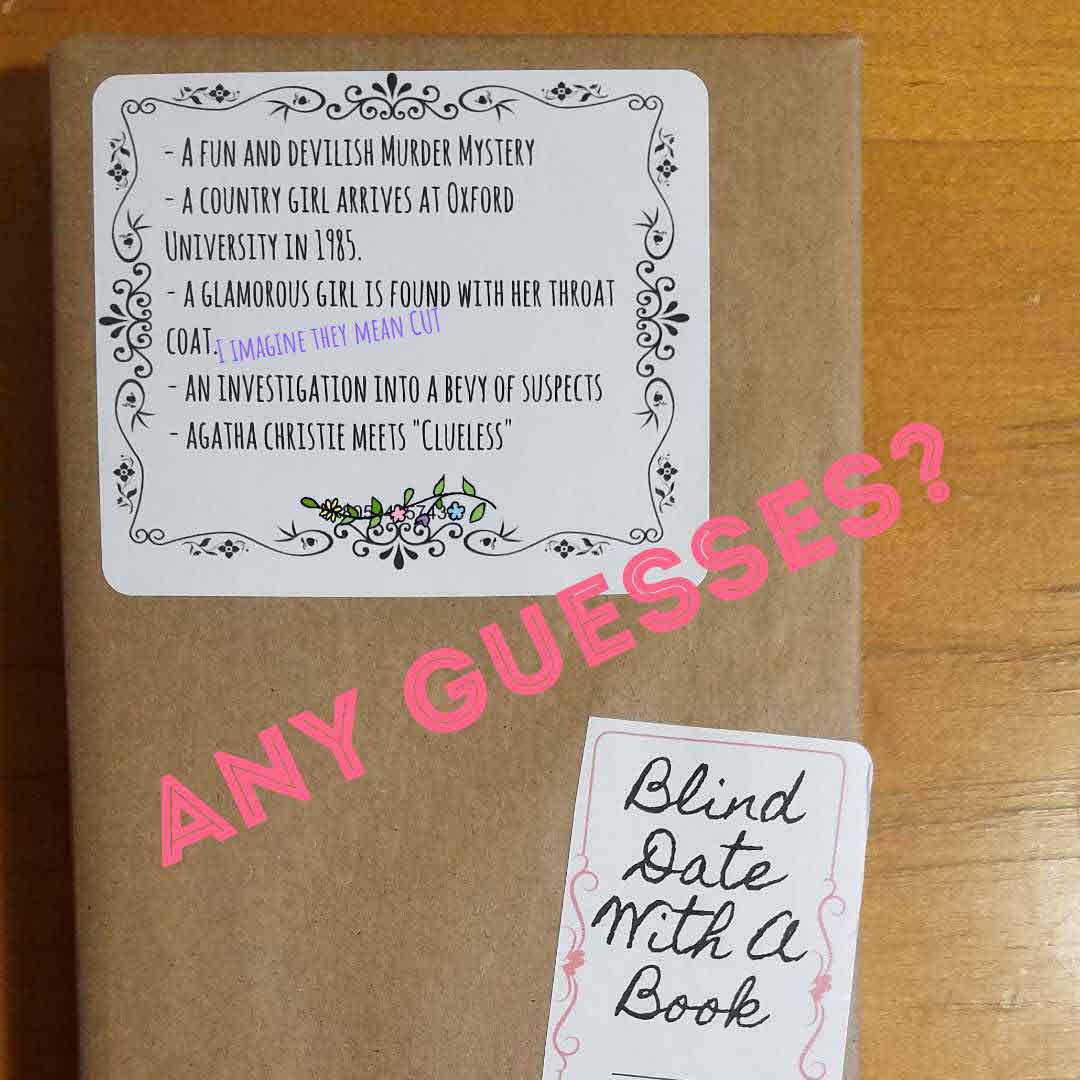 - A FUN AND DEVILISH MURDER MYSTERY
- A COUNTRY GIRL ARRIVES AT OXFORD
UNIVERSITY IN 1985.
- A GLAMOROUS GIRL IS FOUND WITH HER THROAT
COAT.
I IMAGINE THEY MEAN CUT
- AN INVESTIGATION INTO A BEVY OF SUSPECTS
- AGATHA CHRISTIE MEETS "CLUELESS"
ANY GUESSES?
Blind
Date
With A
Book